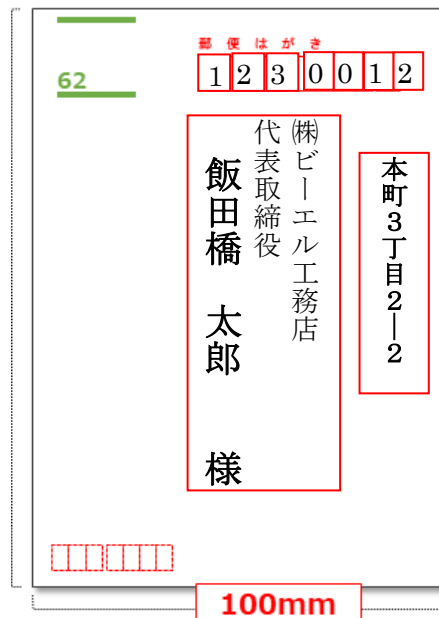 62
郵便はがき
1230012
本町3丁目2―2
㈱ビーエル工務店
代表取締役
飯田橋　太郎　　様
100mm